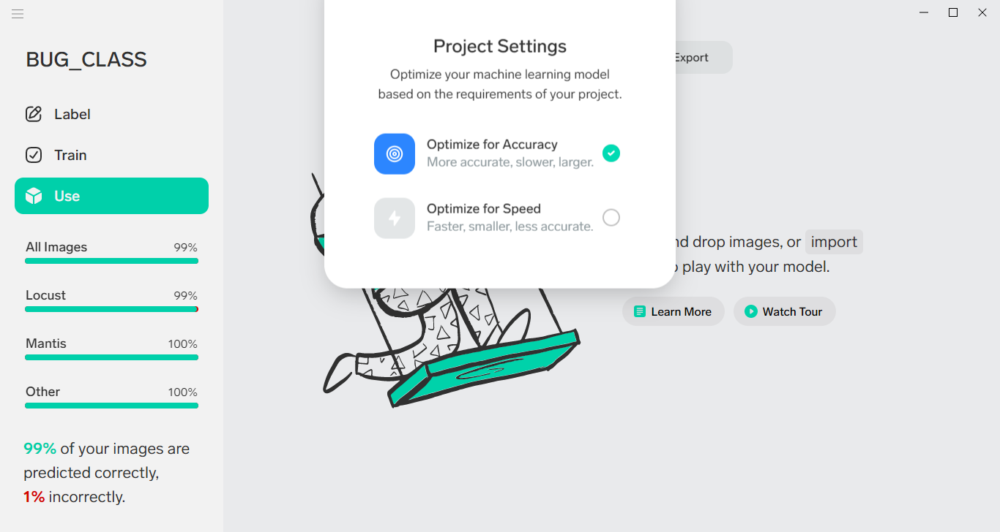 BUG_CLASS
Label
Train
Use
All Images 99%
Locust 99%
Mantis 100%
Other 100%
99% of your images are
predicted correctly,
1% incorrectly.
Project Settings
Optimize your machine learning model
based on the requirements of your project.
Optimize for Accuracy
More accurate, slower, larger.
Optimize for Speed
Faster, smaller, less accurate.
Export
drop images, or import
play with your model.
Learn More
Watch Tour